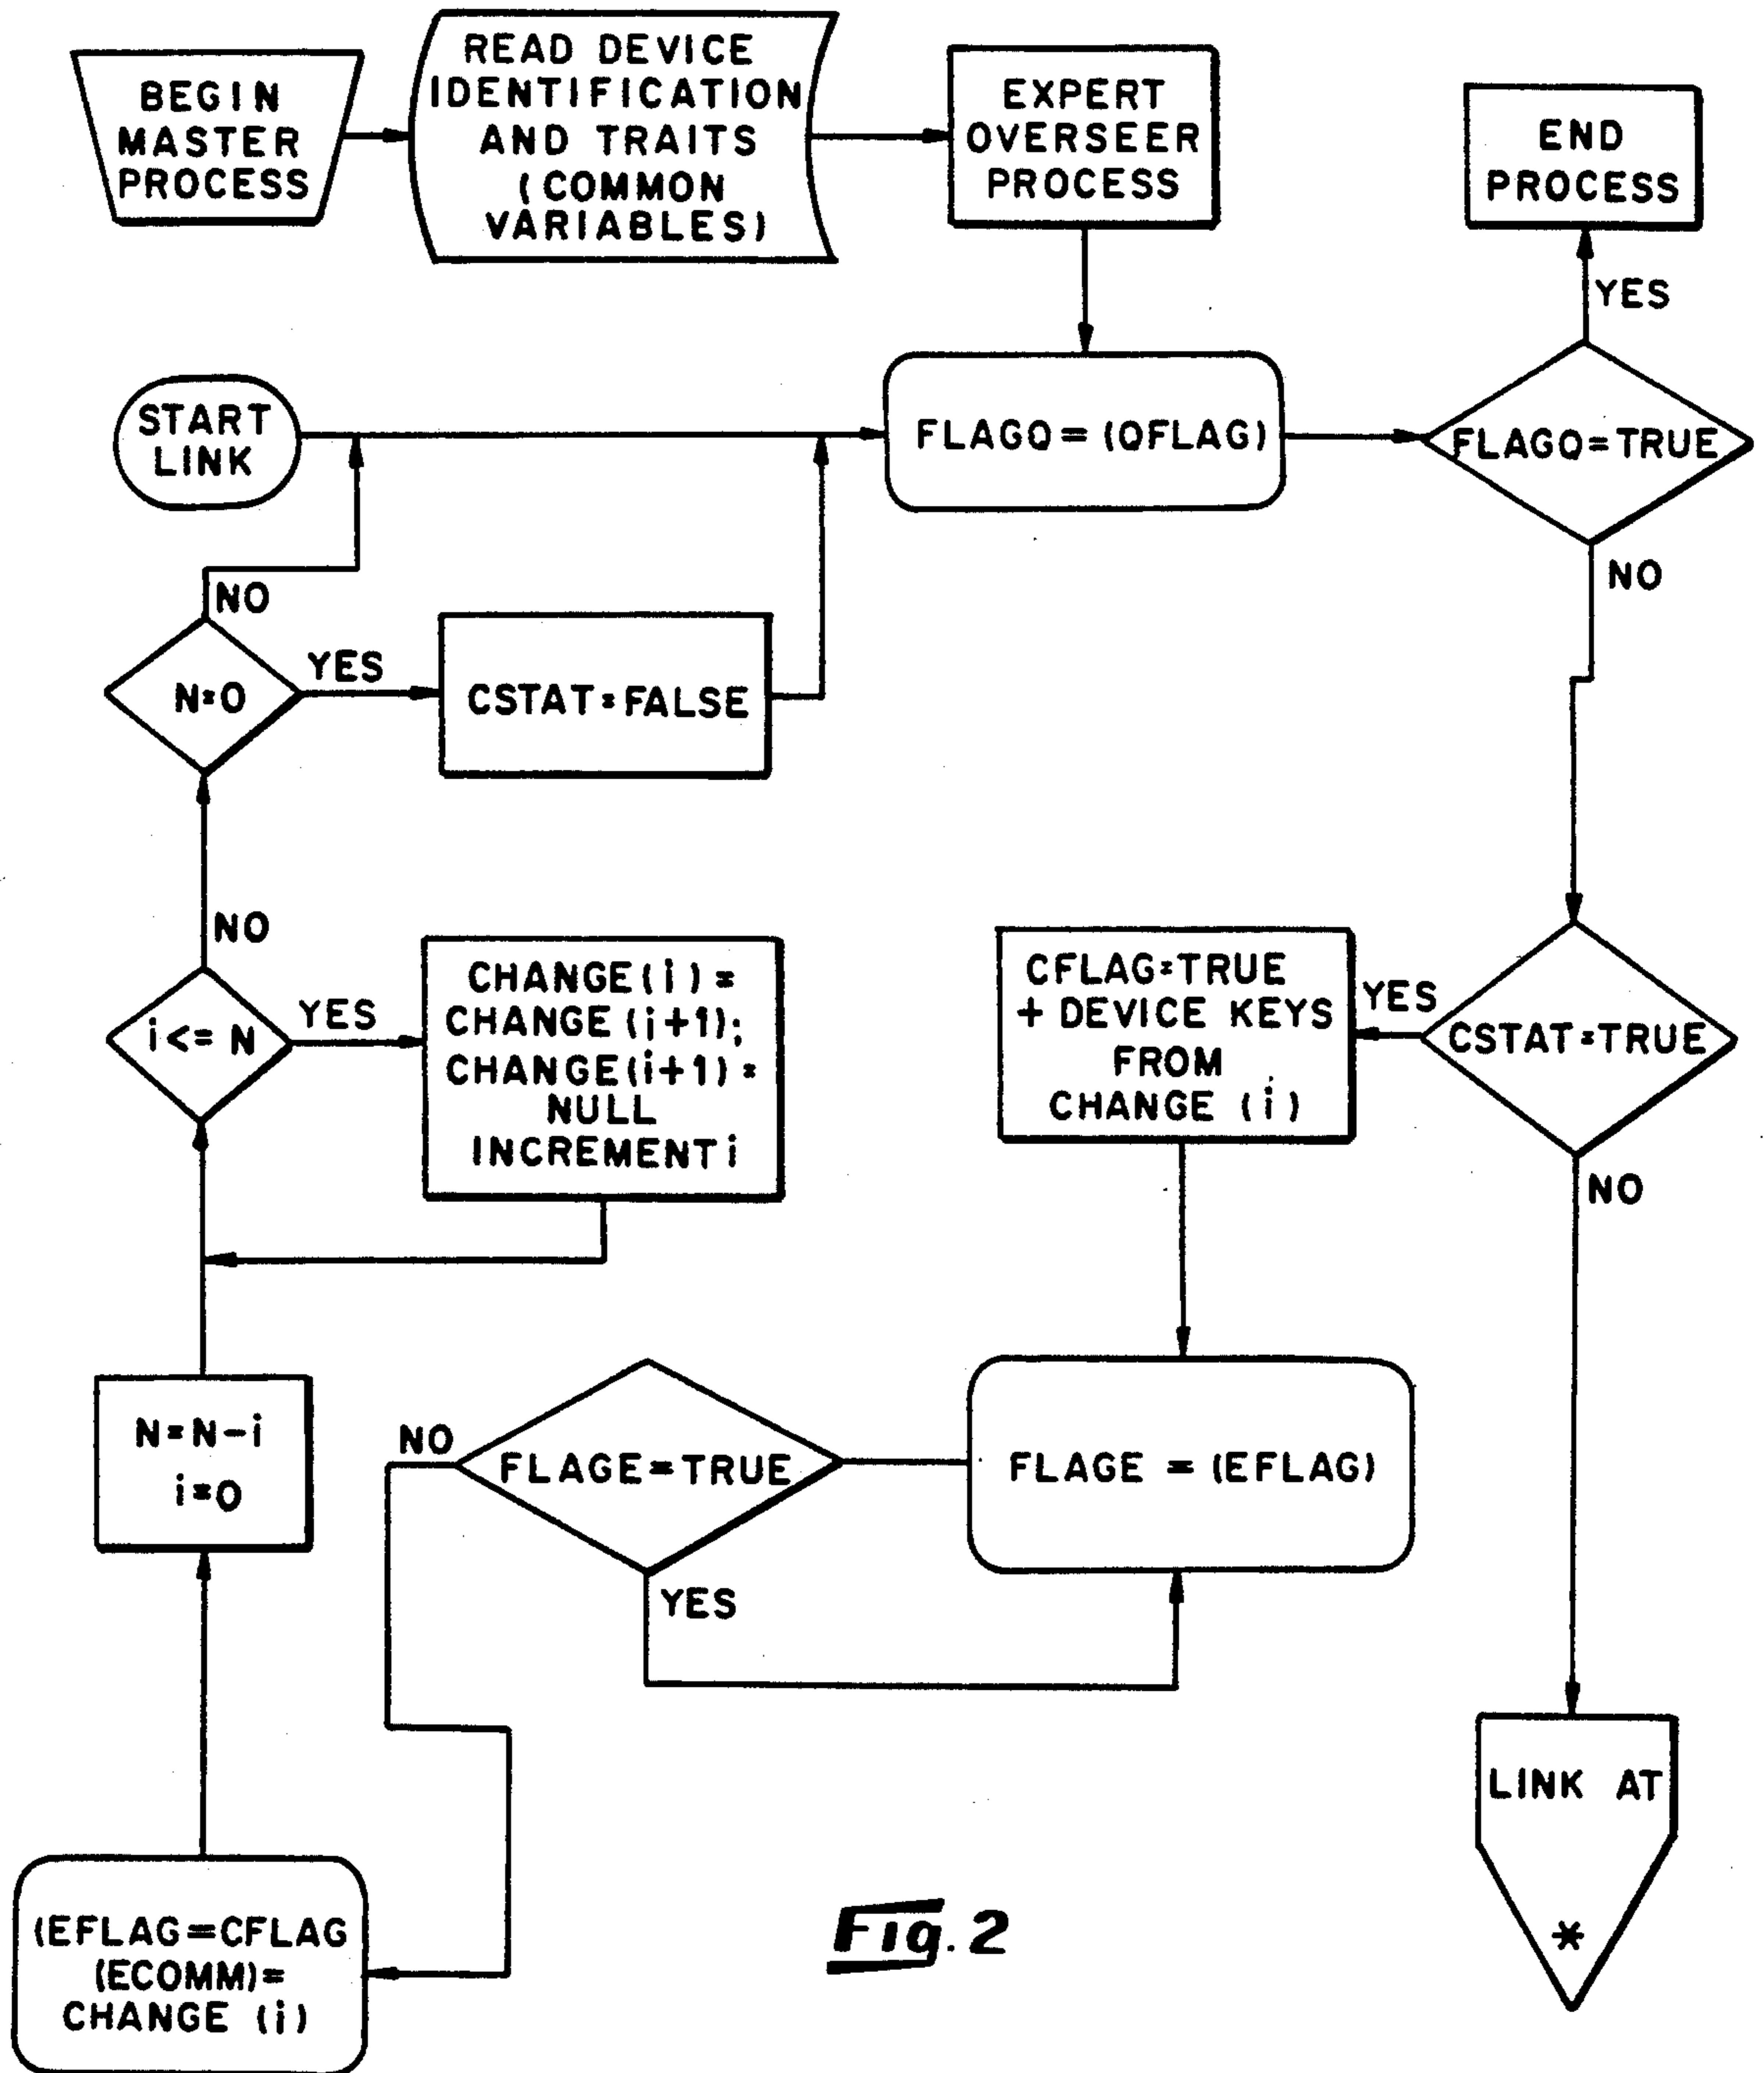 BEGIN
MASTER
PROCESS
READ DEVICE
IDENTIFICATION
AND TRAITS
(COMMON
VARIABLES)
EXPERT
OVERSEER
PROCESS
END
PROCESS
YES
START
LINK
FLAGQ = (QFLAG)
FLAGQ=TRUE
NO
NO
N=0
YES
CSTAT=FALSE
NO
i<= N
YES
CHANGE(i)=
CHANGE (i+1);
CHANGE(i+1)=
NULL
INCREMENT i
CFLAG=TRUE
+ DEVICE KEYS
FROM
CHANGE (i)
YES
CSTAT=TRUE
NO
N=N-i
i=0
NO
FLAGE=TRUE
YES
FLAGE = (EFLAG)
LINK AT
*
(EFLAG=CFLAG
(ECOMM)=
CHANGE (i)
Fig. 2